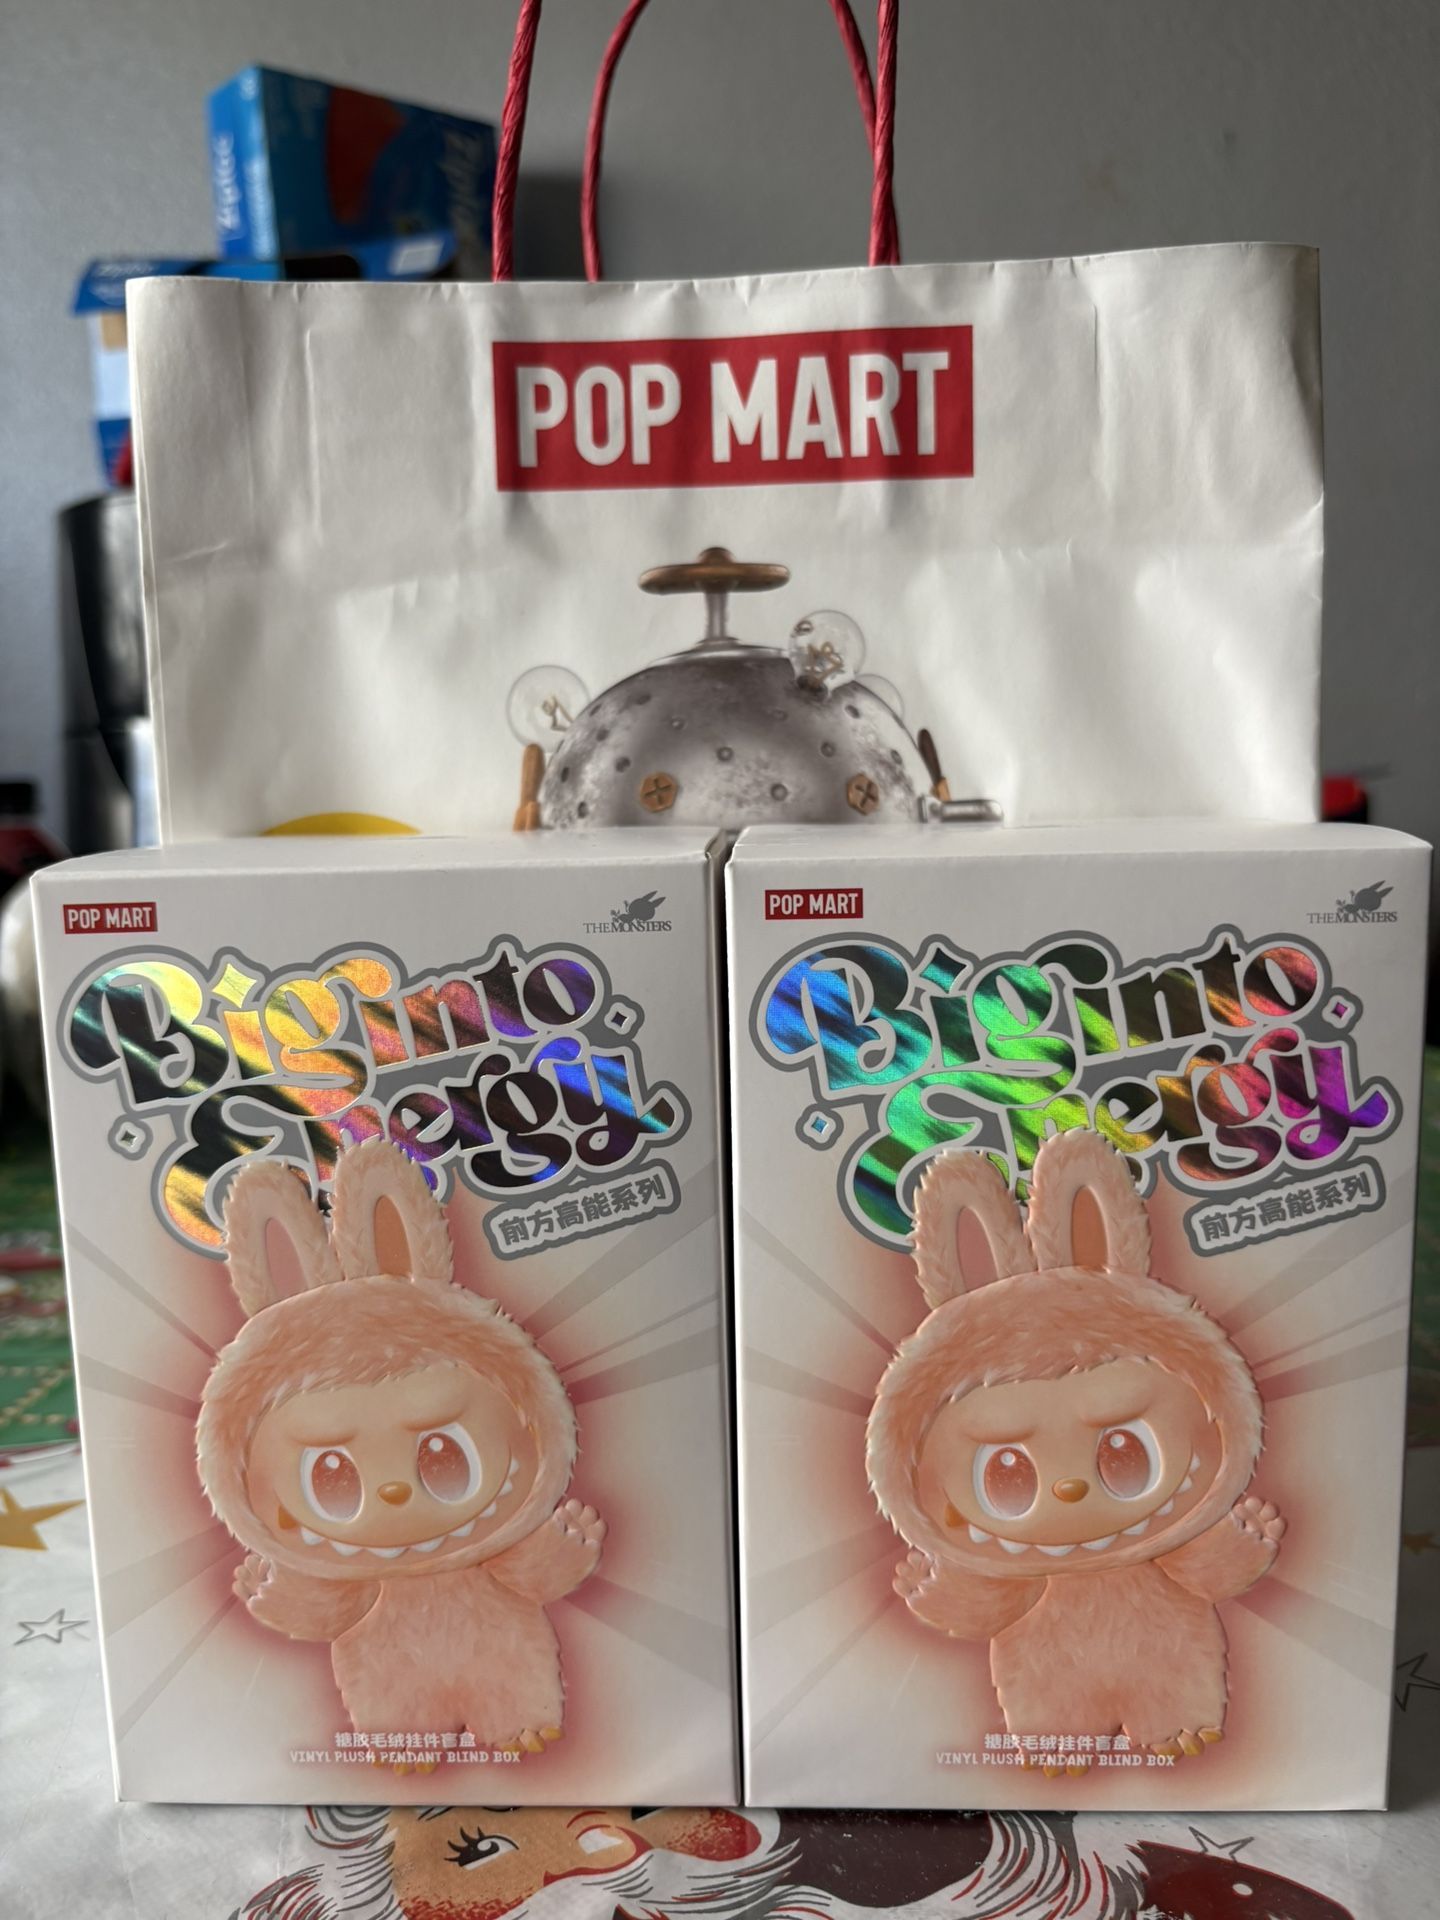 Ziploc
Ziploc
POP MART
POP MART
THE MONSTERS
Big into
Energy
前方高能系列
搪胶毛绒挂件盲盒
VINYL PLUSH PENDANT BLIND BOX
POP MART
THE MONSTERS
Big into
Energy
前方高能系列
搪胶毛绒挂件盲盒
VINYL PLUSH PENDANT BLIND BOX